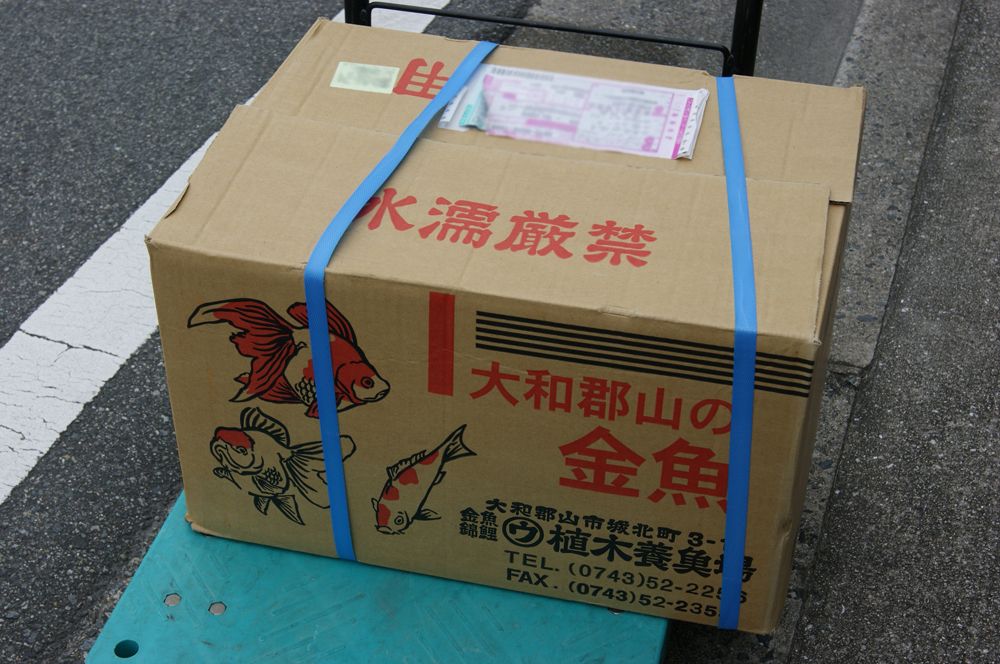 水濡厳禁
大和郡山の
金魚
大和郡山市城北町3-
金魚
錦鯉
ウ植木養魚場
TEL. (0743)52-22
FAX. (0743)52-235